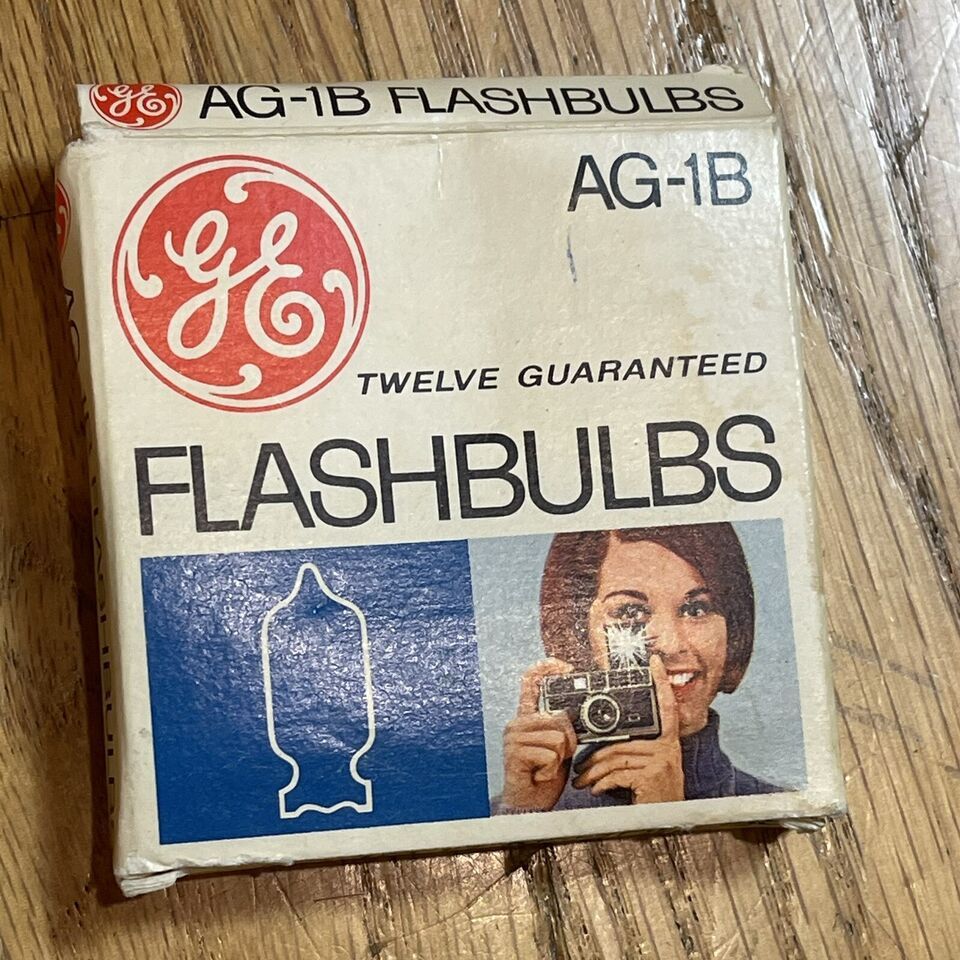 GE AG-1B FLASHBULBS
AG-1B
GE
TWELVE GUARANTEED
FLASHBULBS